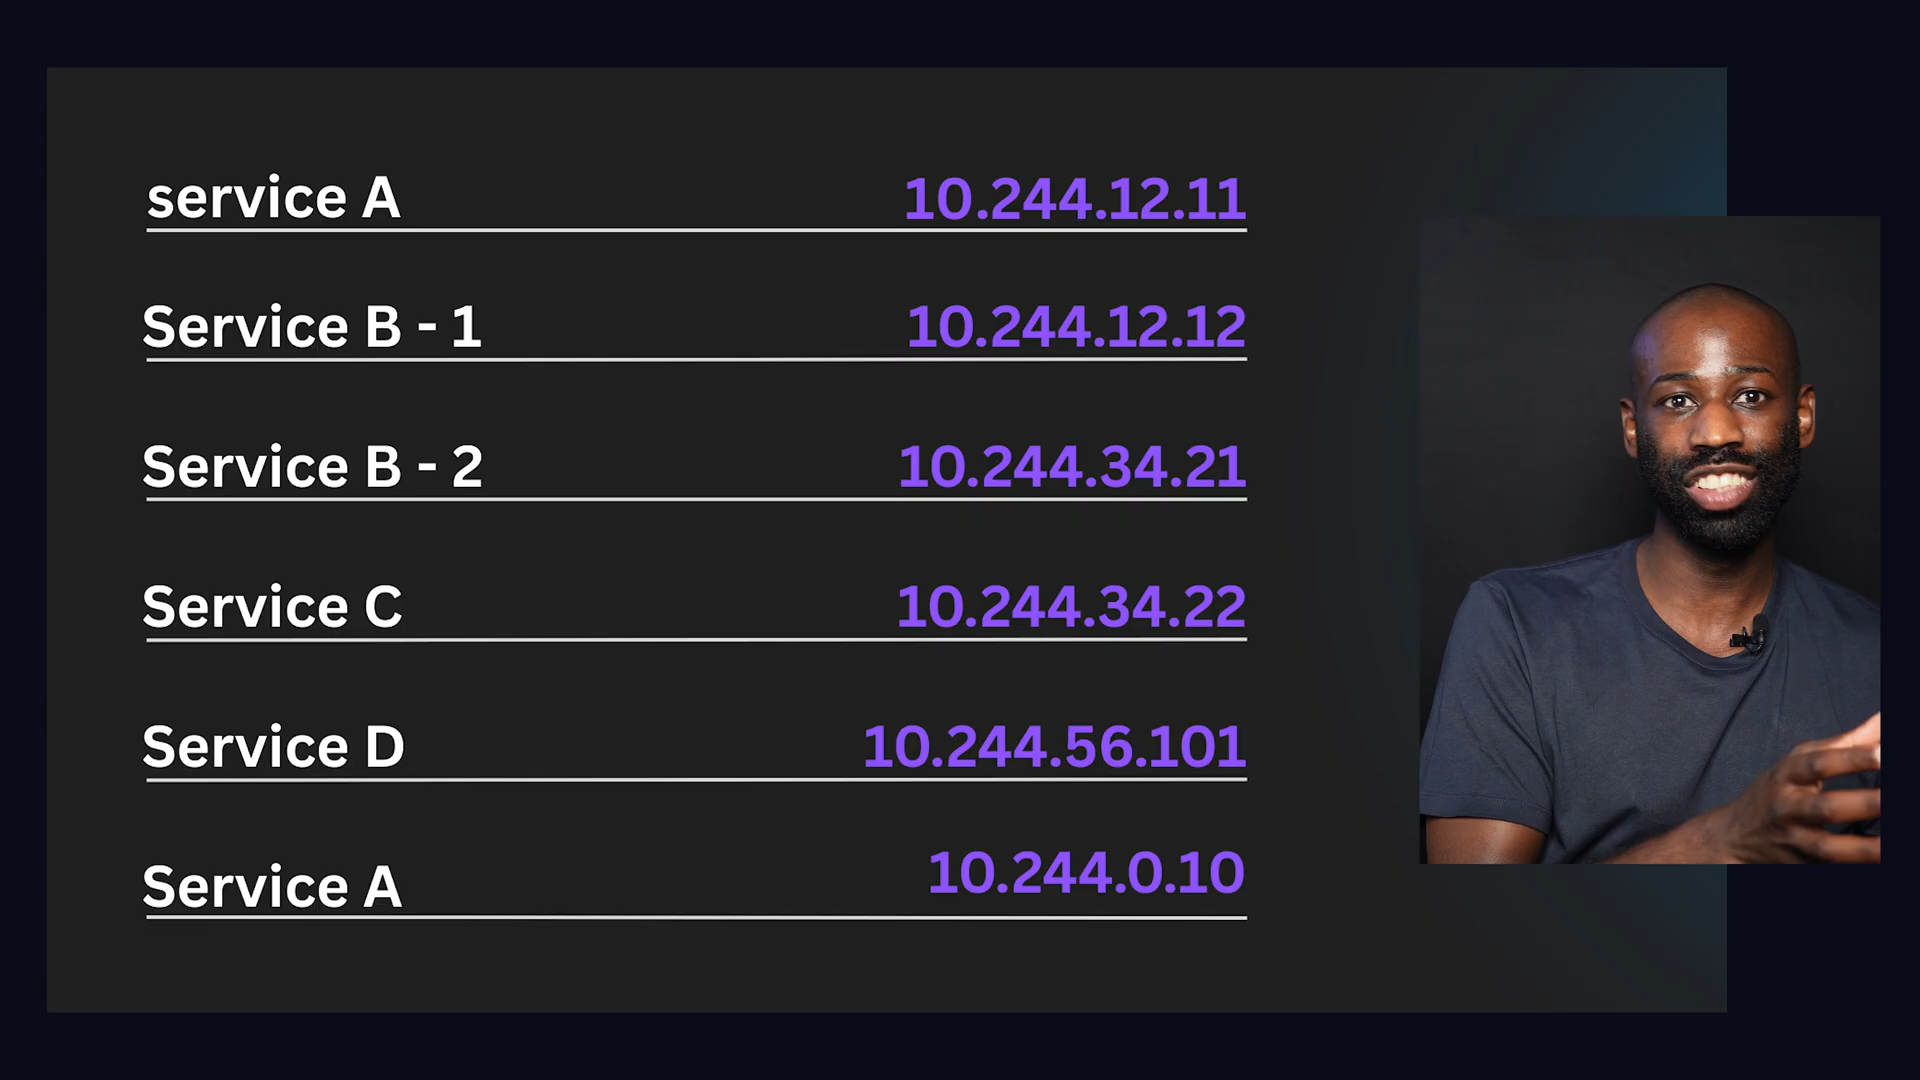 service A 10.244.12.11
Service B - 1 10.244.12.12
Service B - 2 10.244.34.21
Service C 10.244.34.22
Service D 10.244.56.101
Service A 10.244.0.10